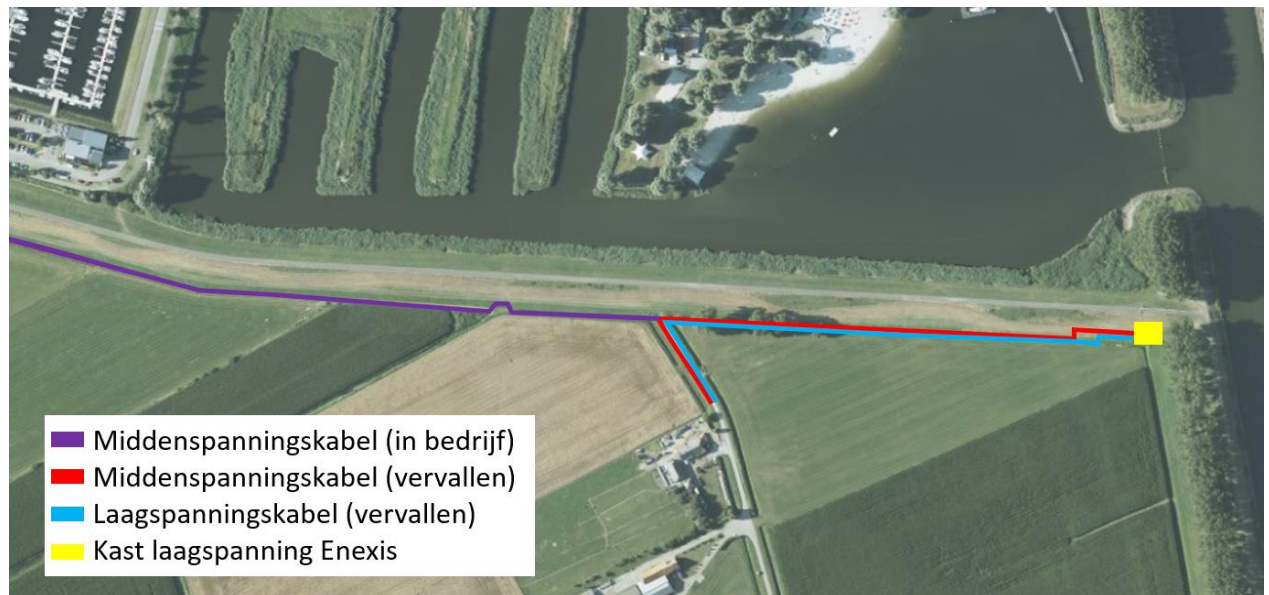 Middenspanningskabel (in bedrijf)
Middenspanningskabel (vervallen)
Laagspanningskabel (vervallen)
Kast laagspanning Enexis